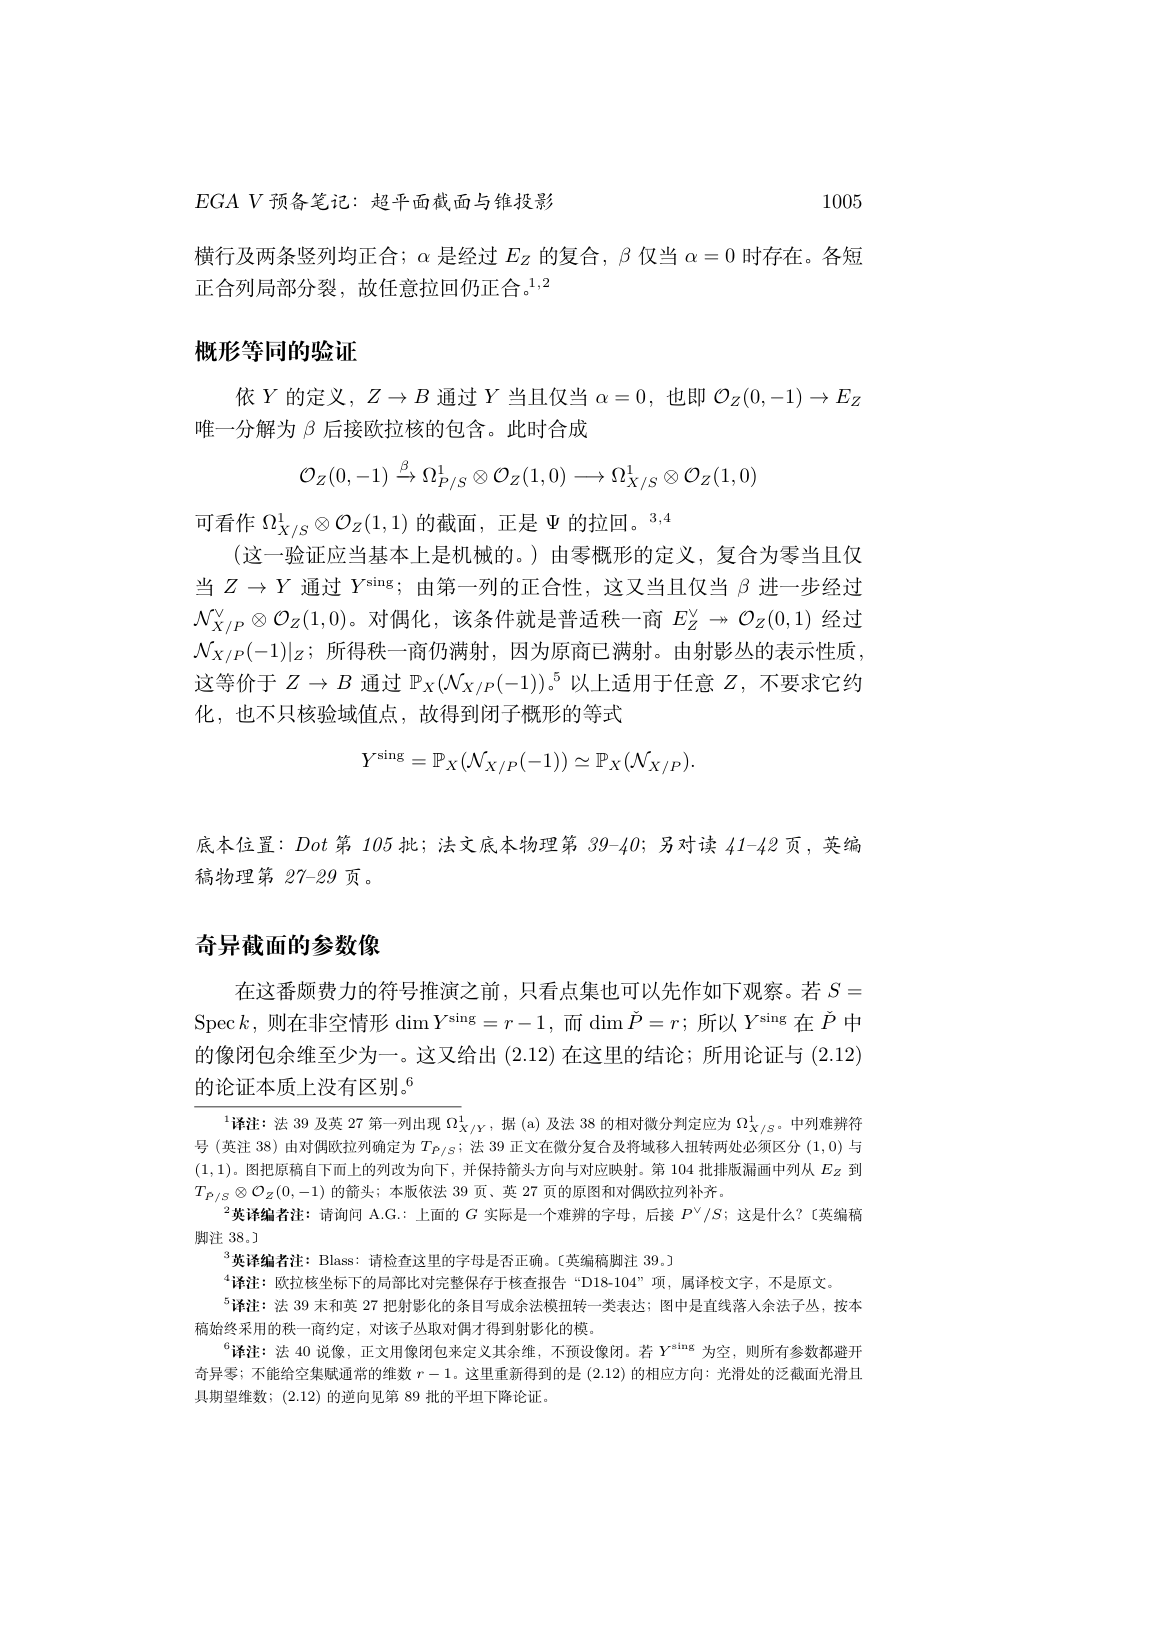 EGA V 预备笔记：超平面截面与锥投影 1005
横行及两条竖列均正合；α 是经过 E_Z 的复合，β 仅当 α = 0 时存在。各短
正合列局部分裂，故任意拉回仍正合。¹,²
概形等同的验证
依 Y 的定义，Z → B 通过 Y 当且仅当 α = 0，也即 𝒪_Z(0, −1) → E_Z
唯一分解为 β 后接欧拉核的包含。此时合成
𝒪_Z(0, −1) →^β Ω¹_{P/S} ⊗ 𝒪_Z(1, 0) ⟶ Ω¹_{X/S} ⊗ 𝒪_Z(1, 0)
可看作 Ω¹_{X/S} ⊗ 𝒪_Z(1, 1) 的截面，正是 Ψ 的拉回。³,⁴
（这一验证应当基本上是机械的。）由零概形的定义，复合为零当且仅
当 Z → Y 通过 Y^sing；由第一列的正合性，这又当且仅当 β 进一步经过
𝒩^∨_{X/P} ⊗ 𝒪_Z(1, 0)。对偶化，该条件就是普适秩一商 E^∨_Z ↠ 𝒪_Z(0, 1) 经过
𝒩_{X/P}(−1)|_Z；所得秩一商仍满射，因为原商已满射。由射影丛的表示性质，
这等价于 Z → B 通过 ℙ_X(𝒩_{X/P}(−1))。⁵ 以上适用于任意 Z，不要求它约
化，也不只核验域值点，故得到闭子概形的等式
Y^sing = ℙ_X(𝒩_{X/P}(−1)) ≃ ℙ_X(𝒩_{X/P}).
底本位置：Dot 第 105 批；法文底本物理第 39–40；另对读 41–42 页，英编
稿物理第 27–29 页。
奇异截面的参数像
在这番颇费力的符号推演之前，只看点集也可以先作如下观察。若 S =
Spec k，则在非空情形 dim Y^sing = r − 1，而 dim P̌ = r；所以 Y^sing 在 P̌ 中
的像闭包余维至少为一。这又给出 (2.12) 在这里的结论；所用论证与 (2.12)
的论证本质上没有区别。⁶
¹译注：法 39 及英 27 第一列出现 Ω¹_{X/Y}，据 (a) 及法 38 的相对微分判定应为 Ω¹_{X/S}。中列难辨符
号（英注 38）由对偶欧拉列确定为 T_{P̌/S}；法 39 正文在微分复合及将域移入扭转两处必须区分 (1, 0) 与
(1, 1)。图把原稿自下而上的列改为向下，并保持箭头方向与对应映射。第 104 批排版漏画中列从 E_Z 到
T_{P̌/S} ⊗ 𝒪_Z(0, −1) 的箭头；本版依法 39 页、英 27 页的原图和对偶欧拉列补齐。
²英译编者注：请询问 A.G.：上面的 G 实际是一个难辨的字母，后接 P^∨/S；这是什么？〔英编稿
脚注 38。〕
³英译编者注：Blass：请检查这里的字母是否正确。〔英编稿脚注 39。〕
⁴译注：欧拉核坐标下的局部比对完整保存于核查报告“D18-104”项，属译校文字，不是原文。
⁵译注：法 39 末和英 27 把射影化的条目写成余法模扭转一类表达；图中是直线落入余法子丛，按本
稿始终采用的秩一商约定，对该子丛取对偶才得到射影化的模。
⁶译注：法 40 说像，正文用像闭包来定义其余维，不预设像闭。若 Y^sing 为空，则所有参数都避开
奇异零；不能给空集赋通常的维数 r − 1。这里重新得到的是 (2.12) 的相应方向：光滑处的泛截面光滑且
具期望维数；(2.12) 的逆向见第 89 批的平坦下降论证。